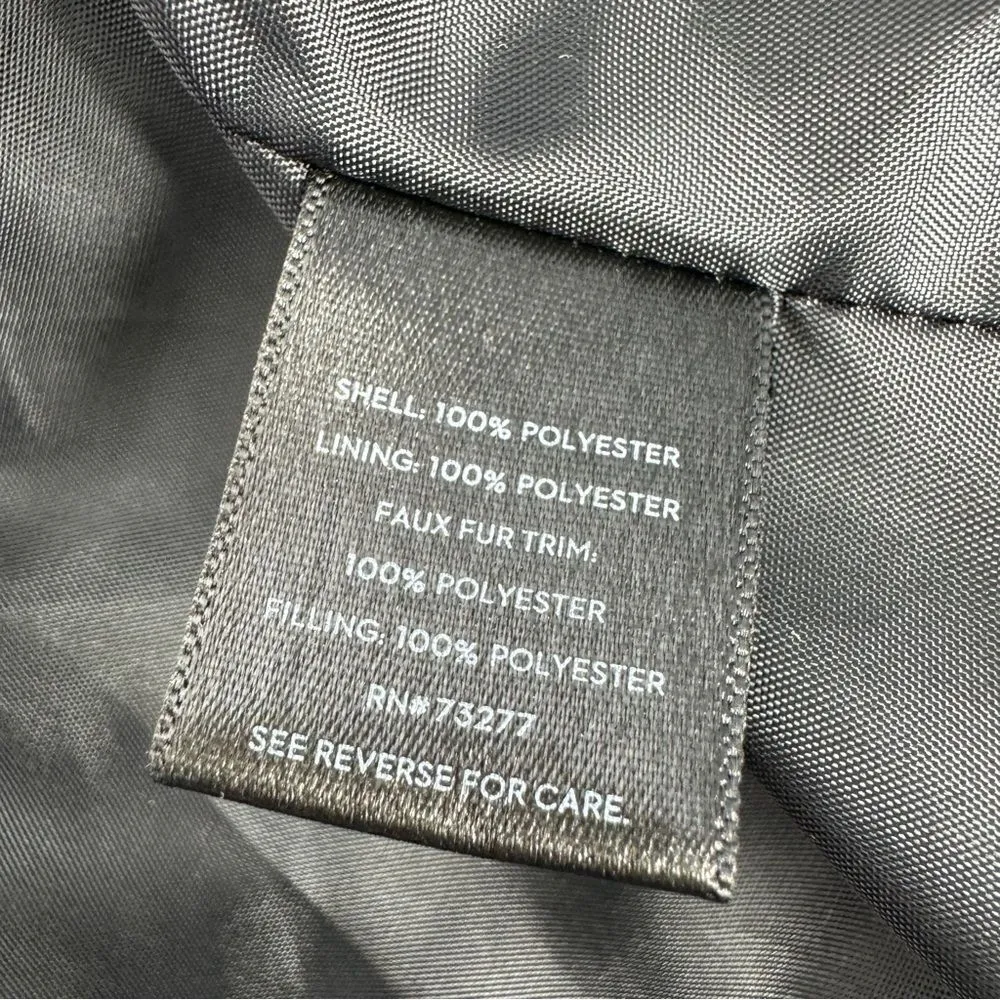 SHELL: 100% POLYESTER
LINING: 100% POLYESTER
FAUX FUR TRIM:
100% POLYESTER
FILLING: 100% POLYESTER
RN# 73277
SEE REVERSE FOR CARE.